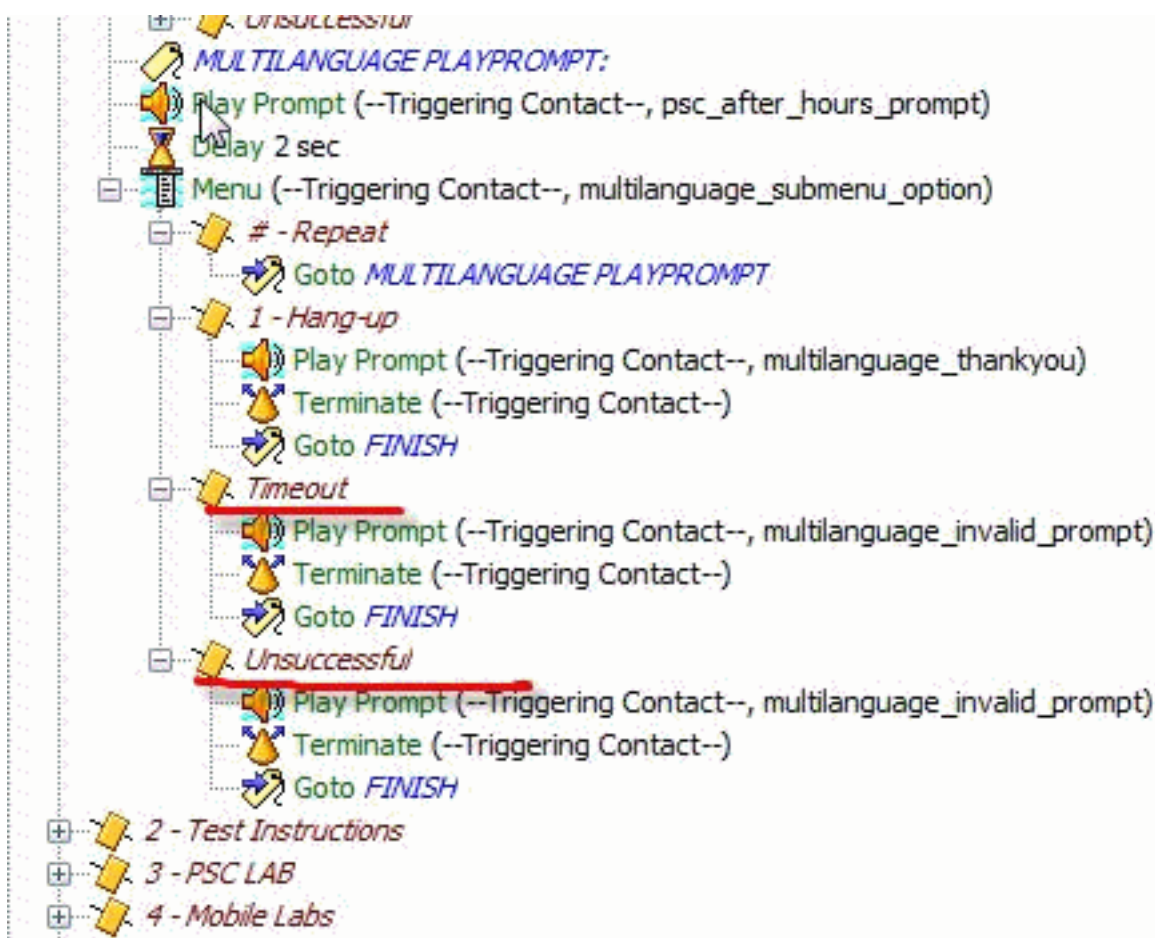 Unsuccessful
MULTILANGUAGE PLAYPROMPT:
Play Prompt (--Triggering Contact--, psc_after_hours_prompt)
Delay 2 sec
Menu (--Triggering Contact--, multilanguage_submenu_option)
# - Repeat
Goto MULTILANGUAGE PLAYPROMPT
1 - Hang-up
Play Prompt (--Triggering Contact--, multilanguage_thankyou)
Terminate (--Triggering Contact--)
Goto FINISH
Timeout
Play Prompt (--Triggering Contact--, multilanguage_invalid_prompt)
Terminate (--Triggering Contact--)
Goto FINISH
Unsuccessful
Play Prompt (--Triggering Contact--, multilanguage_invalid_prompt)
Terminate (--Triggering Contact--)
Goto FINISH
2 - Test Instructions
3 - PSC LAB
4 - Mobile Labs